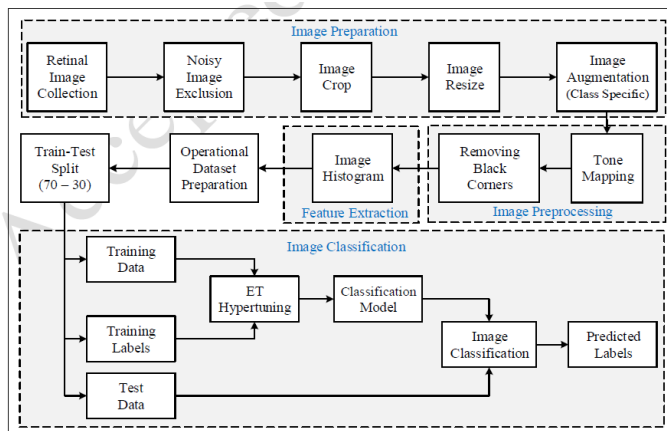 Image Preparation
Retinal
Image
Collection
Noisy
Image
Exclusion
Image
Crop
Image
Resize
Image
Augmentation
(Class Specific)
Train-Test
Split
(70 – 30)
Operational
Dataset
Preparation
Image
Histogram
Feature Extraction
Removing
Black
Corners
Tone
Mapping
Image Preprocessing
Image Classification
Training
Data
ET
Hypertuning
Classification
Model
Training
Labels
Image
Classification
Predicted
Labels
Test
Data